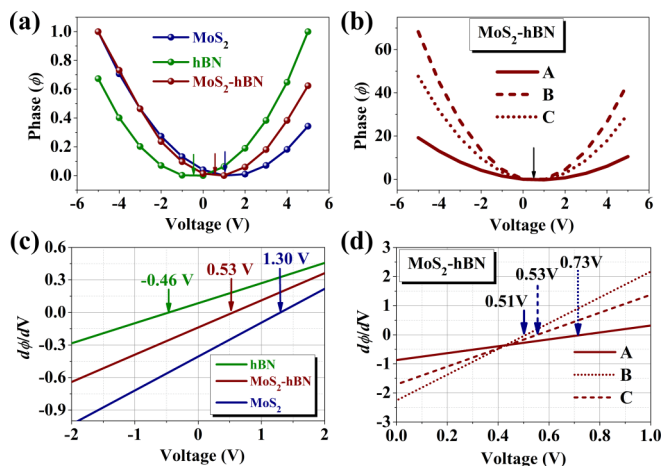 (a)
Phase (ϕ)
1.0
0.8
0.6
0.4
0.2
0.0
MoS2
hBN
MoS2-hBN
-6 -4 -2 0 2 4 6
Voltage (V)
(b)
Phase (ϕ)
60
40
20
0
MoS2-hBN
A
B
C
-6 -4 -2 0 2 4 6
Voltage (V)
(c)
dϕ/dV
0.6
0.3
0.0
-0.3
-0.6
-0.9
-0.46 V
0.53 V
1.30 V
hBN
MoS2-hBN
MoS2
-2 -1 0 1 2
Voltage (V)
(d)
dϕ/dV
3
2
1
0
-1
-2
-3
MoS2-hBN
0.51V
0.53V
0.73V
A
B
C
0.0 0.2 0.4 0.6 0.8 1.0
Voltage (V)